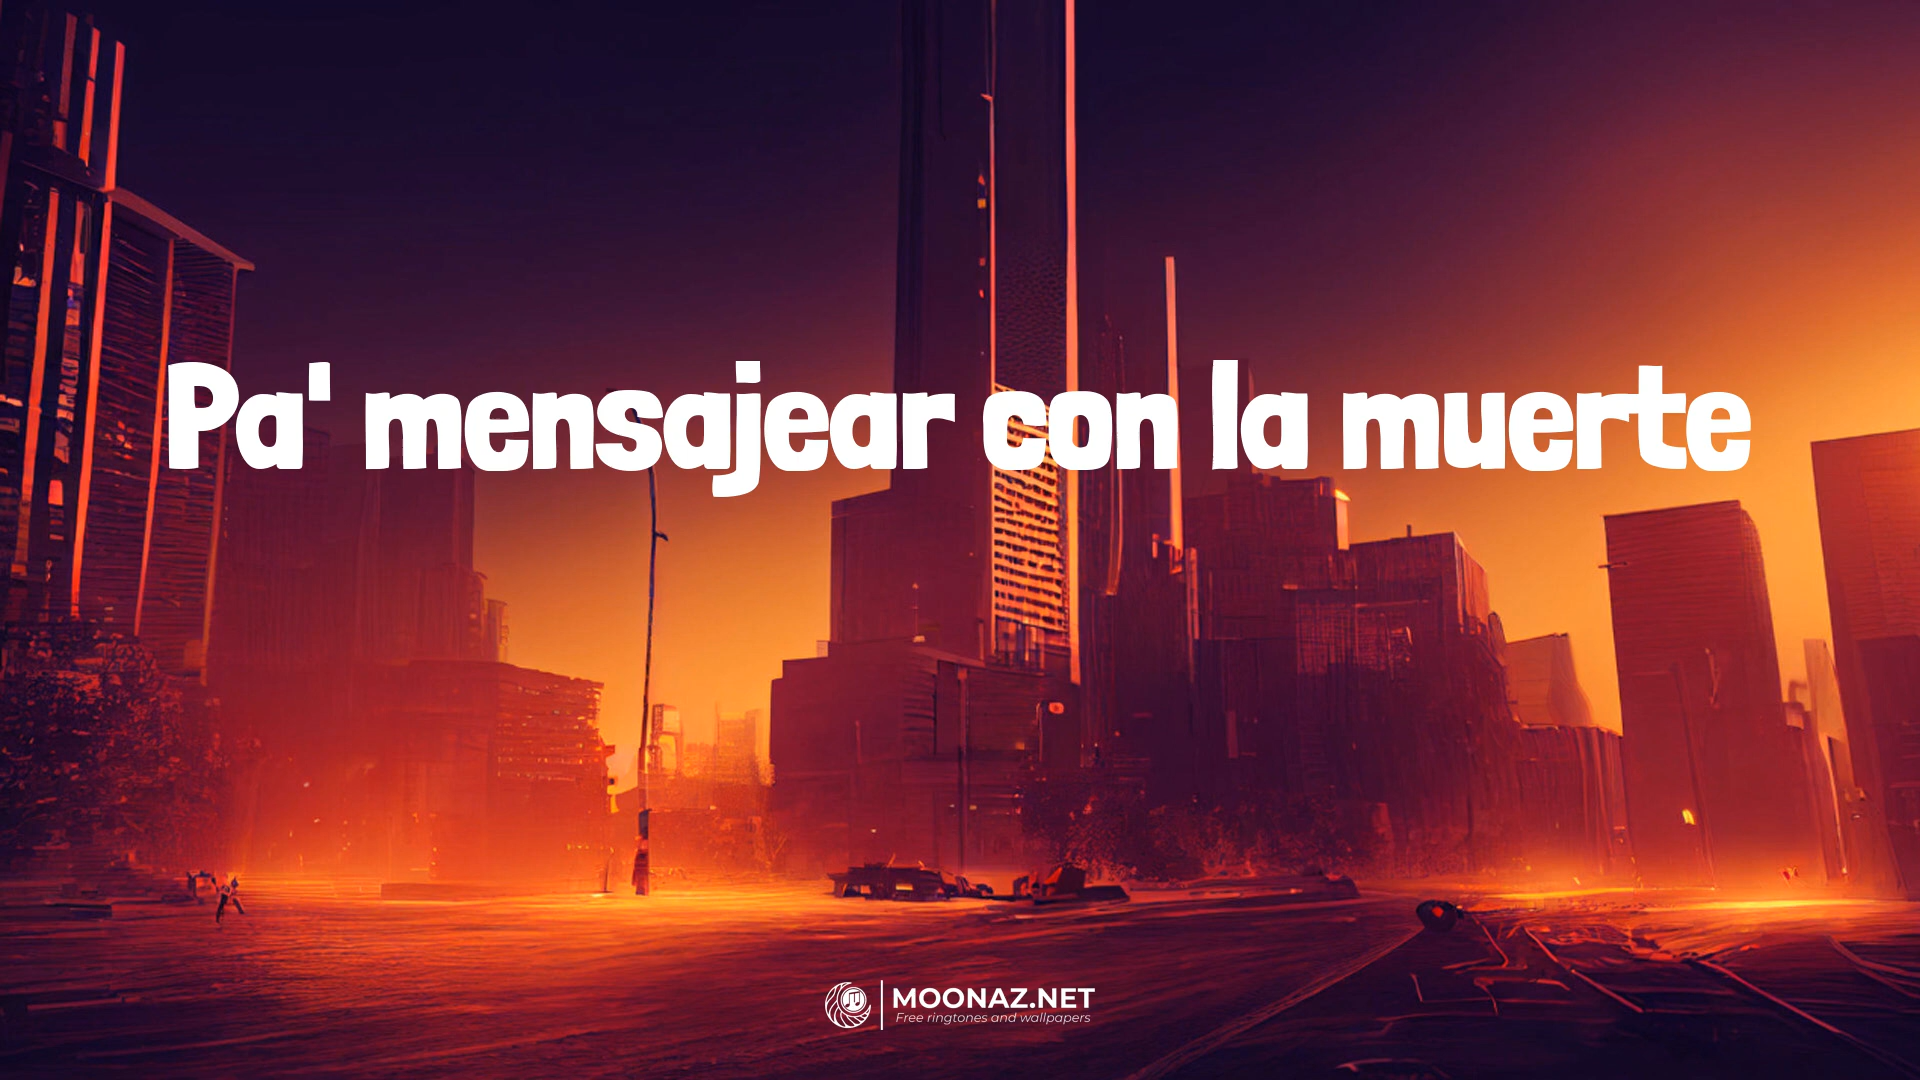 Pa' mensajear con la muerte
MOONAZ.NET
Free ringtones and wallpapers